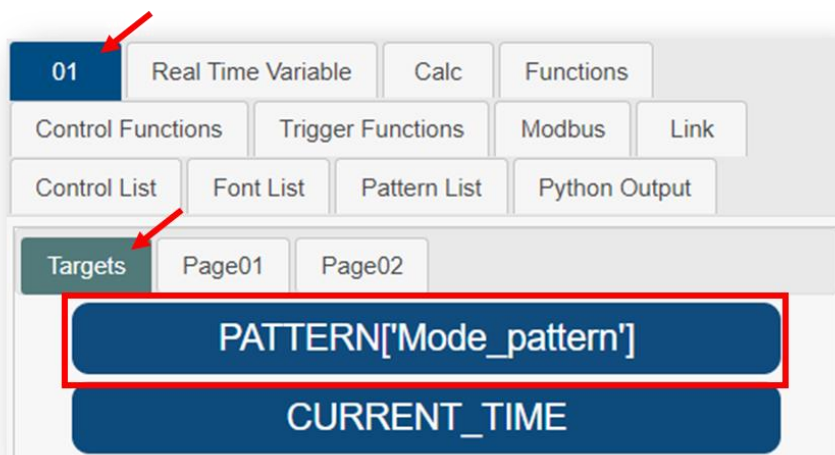 01 Real Time Variable Calc Functions
Control Functions Trigger Functions Modbus Link
Control List Font List Pattern List Python Output
Targets Page01 Page02
PATTERN['Mode_pattern']
CURRENT_TIME